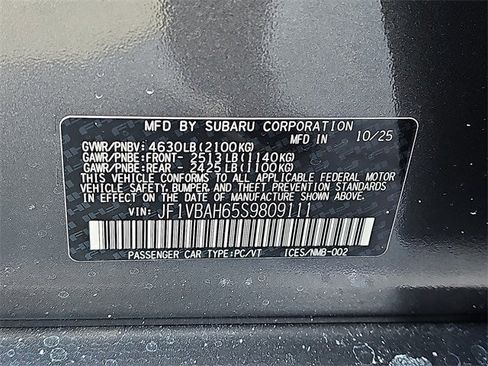 MFD BY SUBARU CORPORATION
GVWR/PNBV: 4630LB(2100KG) MFD IN 10/25
GAWR/PNBE:FRONT- 2513LB(1140KG)
GAWR/PNBE:REAR - 2425LB(1100KG)
THIS VEHICLE CONFORMS TO ALL APPLICABLE FEDERAL MOTOR
VEHICLE SAFETY, BUMPER, AND THEFT PREVENTION STANDARDS
IN EFFECT ON THE DATE OF MANUFACTURE SHOWN ABOVE.
JF1VBAH65S9809111
PASSENGER CAR TYPE:PC/VT ICES/NMB-002